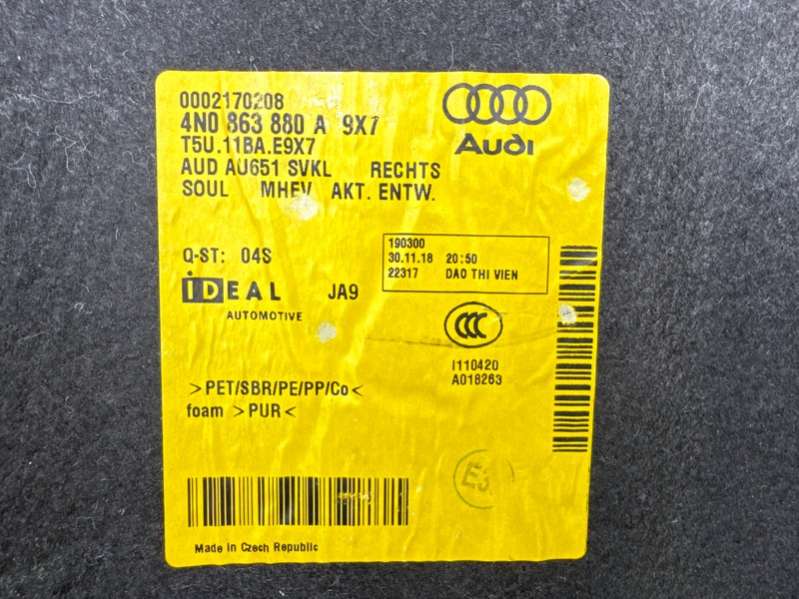 0002170208
4N0 863 880 A 9X7
T5U.11BA.E9X7
AUD AU651 SVKL RECHTS
SOUL MHEV AKT. ENTW.
Audi
Q-ST: 04S
190300
30.11.18 20:50
22317 DAO THI VIEN
iDEAL JA9
AUTOMOTIVE
CCC
I110420
A018263
>PET/SBR/PE/PP/Co<
foam >PUR<
Made in Czech Republic